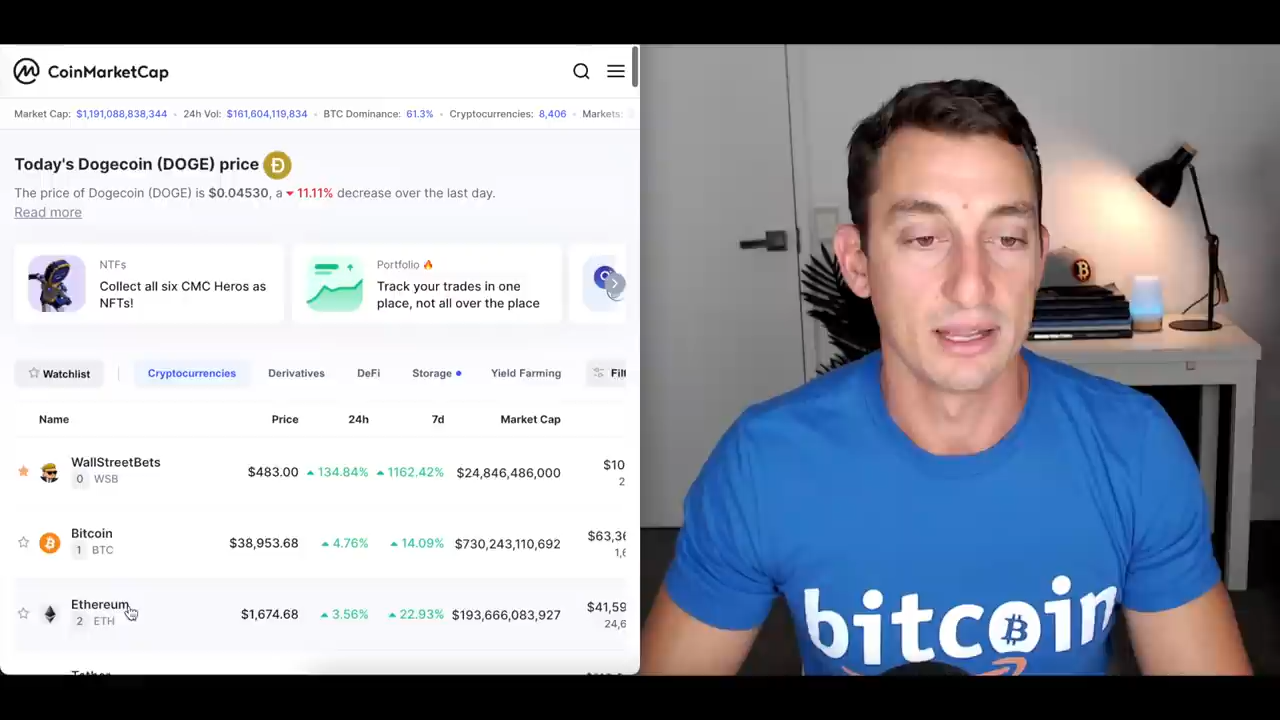 CoinMarketCap
Market Cap: $1,191,088,838,344 • 24h Vol: $161,604,119,834 • BTC Dominance: 61.3% • Cryptocurrencies: 8,406 • Markets:
Today's Dogecoin (DOGE) price
The price of Dogecoin (DOGE) is $0.04530, a 11.11% decrease over the last day.
Read more
NTFs
Collect all six CMC Heros as
NFTs!
Portfolio 🔥
Track your trades in one
place, not all over the place
Watchlist Cryptocurrencies Derivatives DeFi Storage Yield Farming
Name Price 24h 7d Market Cap
WallStreetBets
0 WSB
$483.00 134.84% 1162.42% $24,846,486,000
Bitcoin
1 BTC
$38,953.68 4.76% 14.09% $730,243,110,692
Ethereum
2 ETH
$1,674.68 3.56% 22.93% $193,666,083,927
bitcoin